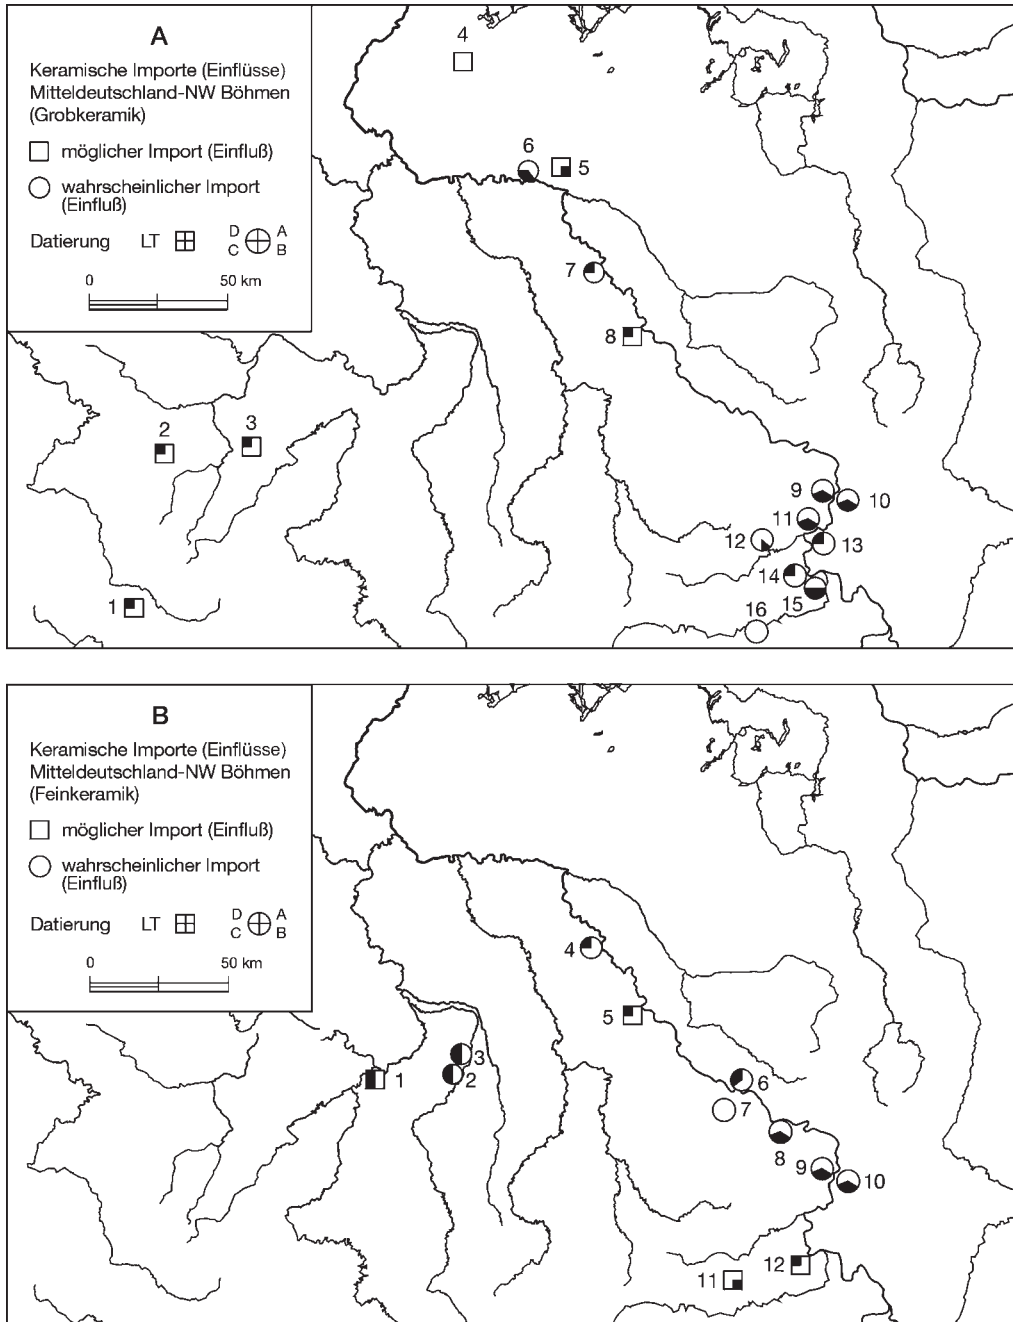 A
Keramische Importe (Einflüsse)
Mitteldeutschland-NW Böhmen
(Grobkeramik)
möglicher Import (Einfluß)
wahrscheinlicher Import
(Einfluß)
Datierung LT D A
C B
0 50 km
4
6
5
7
8
2
3
1
9
10
11
12
13
14
15
16
B
Keramische Importe (Einflüsse)
Mitteldeutschland-NW Böhmen
(Feinkeramik)
möglicher Import (Einfluß)
wahrscheinlicher Import
(Einfluß)
Datierung LT D A
C B
0 50 km
4
5
3
1
2
6
7
8
9
10
11
12